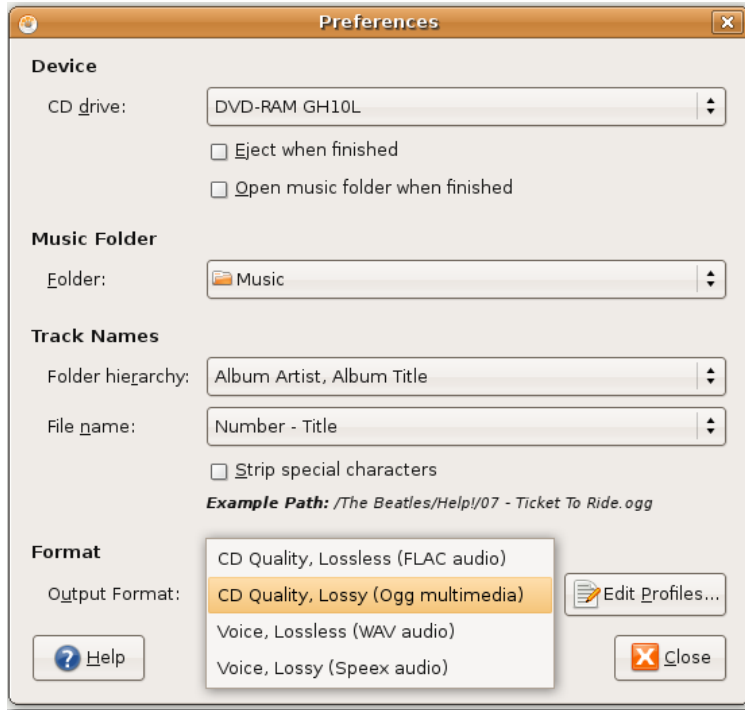 Preferences
Device
CD drive: DVD-RAM GH10L
Eject when finished
Open music folder when finished
Music Folder
Folder: Music
Track Names
Folder hierarchy: Album Artist, Album Title
File name: Number - Title
Strip special characters
Example Path: /The Beatles/Help!/07 - Ticket To Ride.ogg
Format
CD Quality, Lossless (FLAC audio)
Output Format: CD Quality, Lossy (Ogg multimedia) Edit Profiles...
Voice, Lossless (WAV audio)
Help Voice, Lossy (Speex audio) Close